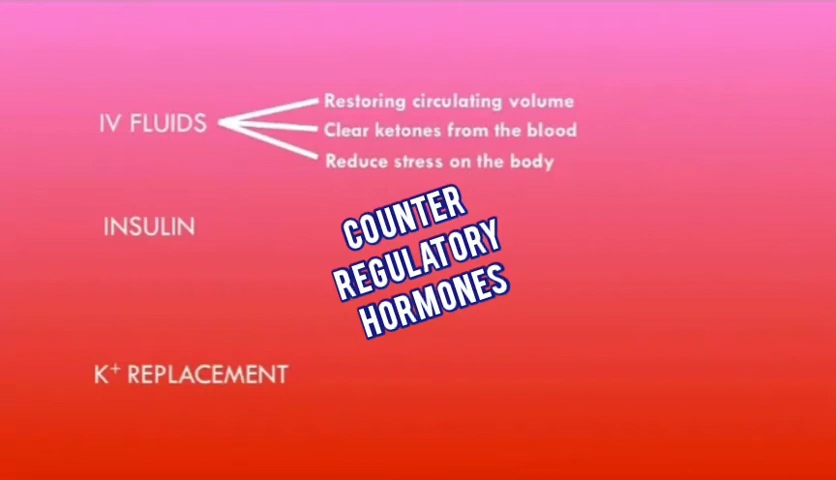 IV FLUIDS
Restoring circulating volume
Clear ketones from the blood
Reduce stress on the body
COUNTER
REGULATORY
HORMONES
INSULIN
K⁺ REPLACEMENT